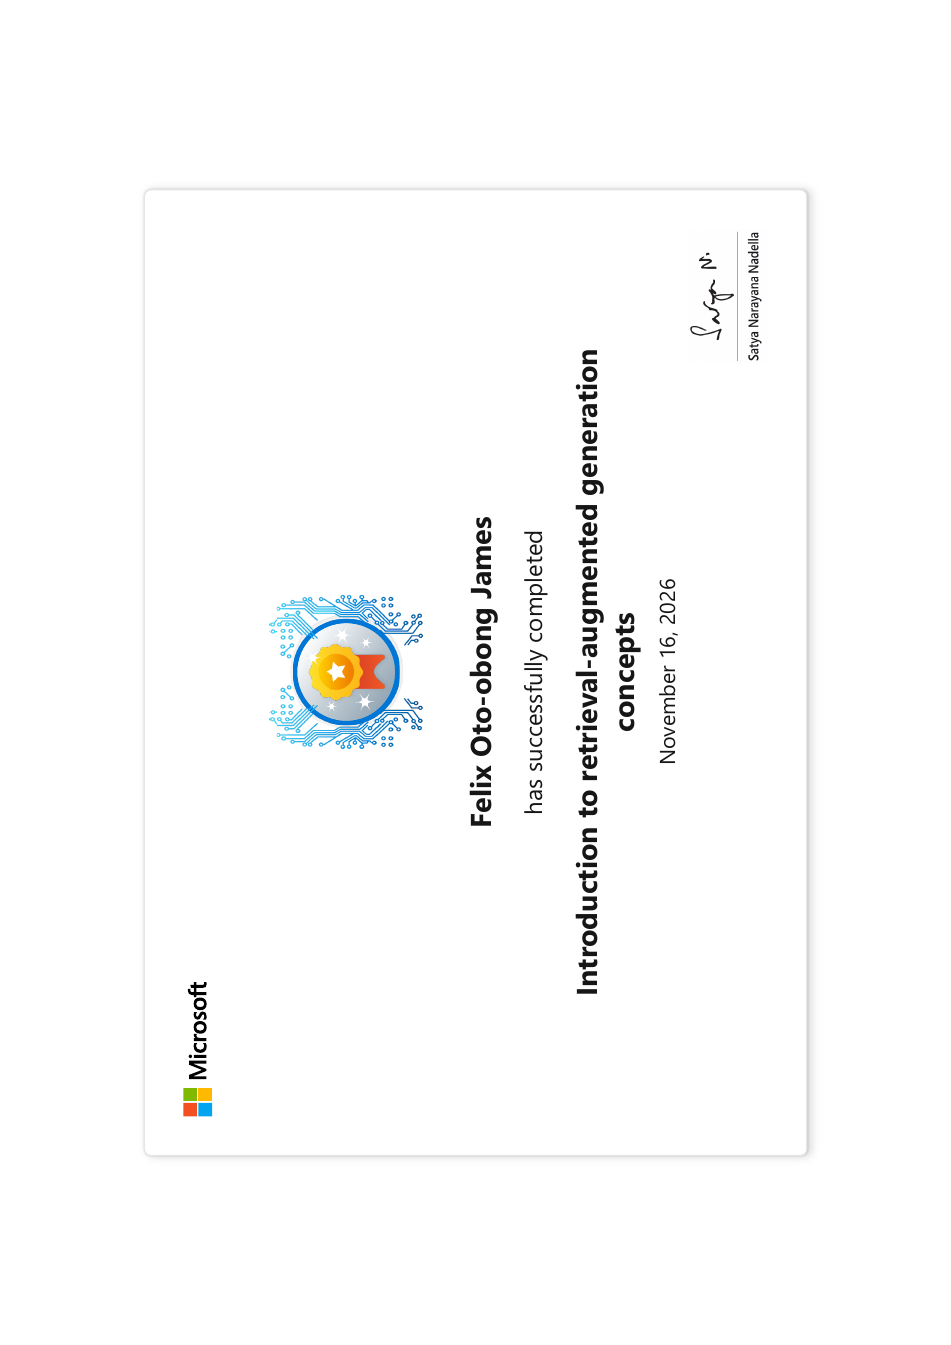 Microsoft
Felix Oto-obong James
has successfully completed
Introduction to retrieval-augmented generation
concepts
November 16, 2026
Satya N.
Satya Narayana Nadella